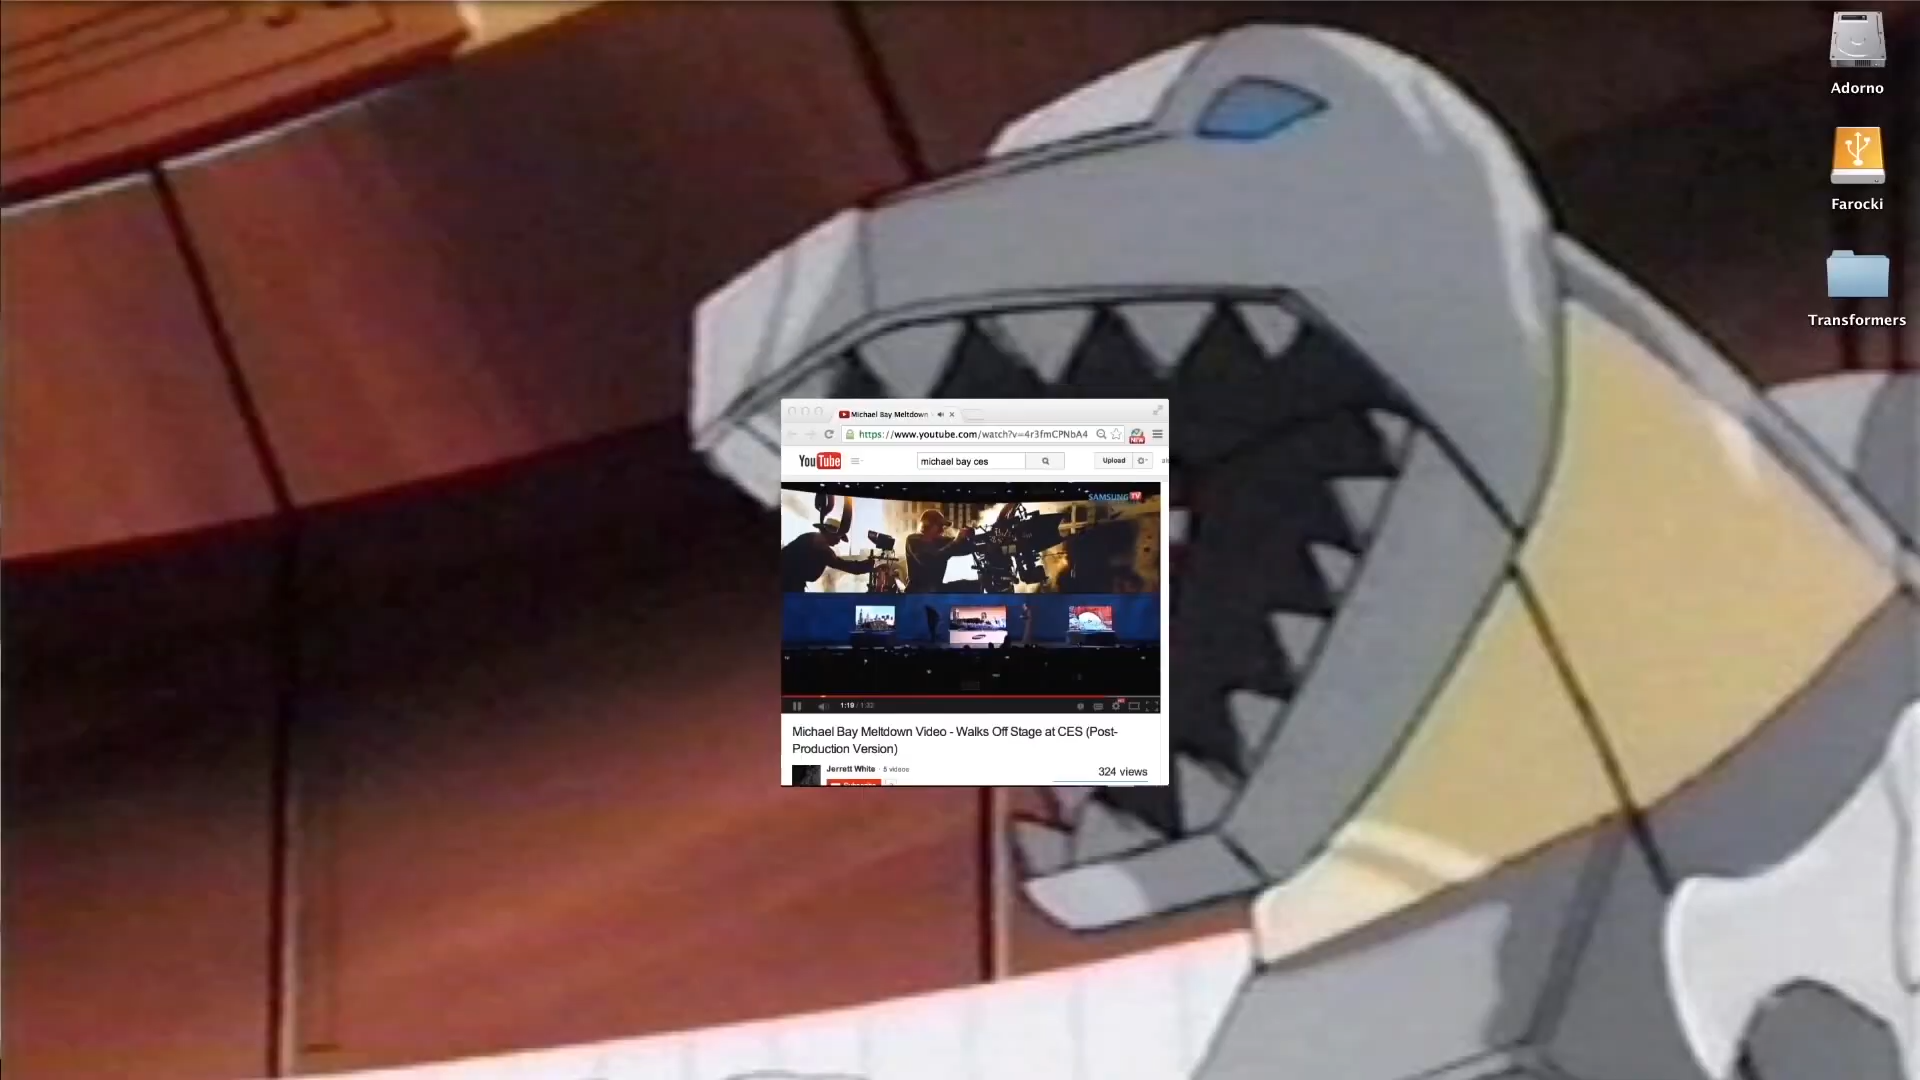 Adorno
Farocki
Transformers
Michael Bay Meltdown
https://www.youtube.com/watch?v=4r3fmCPNbA4
NEW
YouTube
michael bay ces
Upload
SAMSUNG TV
1:19 / 1:32
Michael Bay Meltdown Video - Walks Off Stage at CES (Post-
Production Version)
Jerrett White · 5 videos
324 views
Subscribe